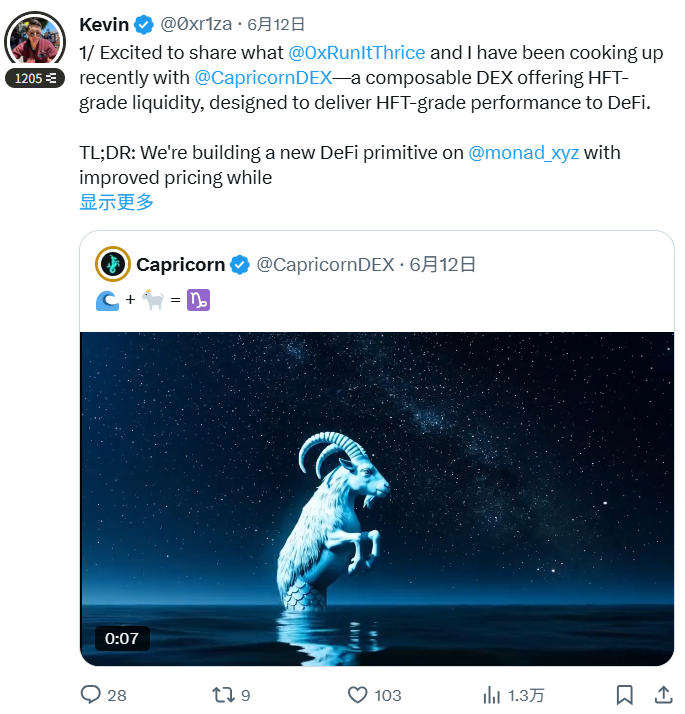 Kevin @0xr1za · 6月12日
1/ Excited to share what @0xRunItThrice and I have been cooking up
1205
recently with @CapricornDEX—a composable DEX offering HFT-
grade liquidity, designed to deliver HFT-grade performance to DeFi.
TL;DR: We're building a new DeFi primitive on @monad_xyz with
improved pricing while
显示更多
Capricorn @CapricornDEX · 6月12日
🌊 + 🐐 = ♑
0:07
28 9 103 1.3万